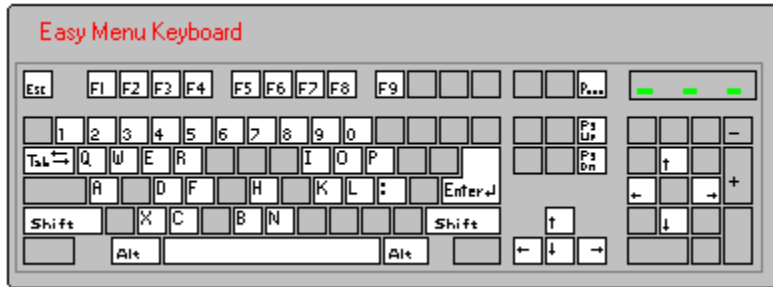 Easy Menu Keyboard
Esc F1 F2 F3 F4 F5 F6 F7 F8 F9 P...
1 2 3 4 5 6 7 8 9 0 Pg Up -
Tab ⇆ Q W E R I O P Pg Dn ↑
A D F H K L : Enter↲ ← → +
Shift X C B N Shift ↑ ↓
Alt Alt ← ↓ →